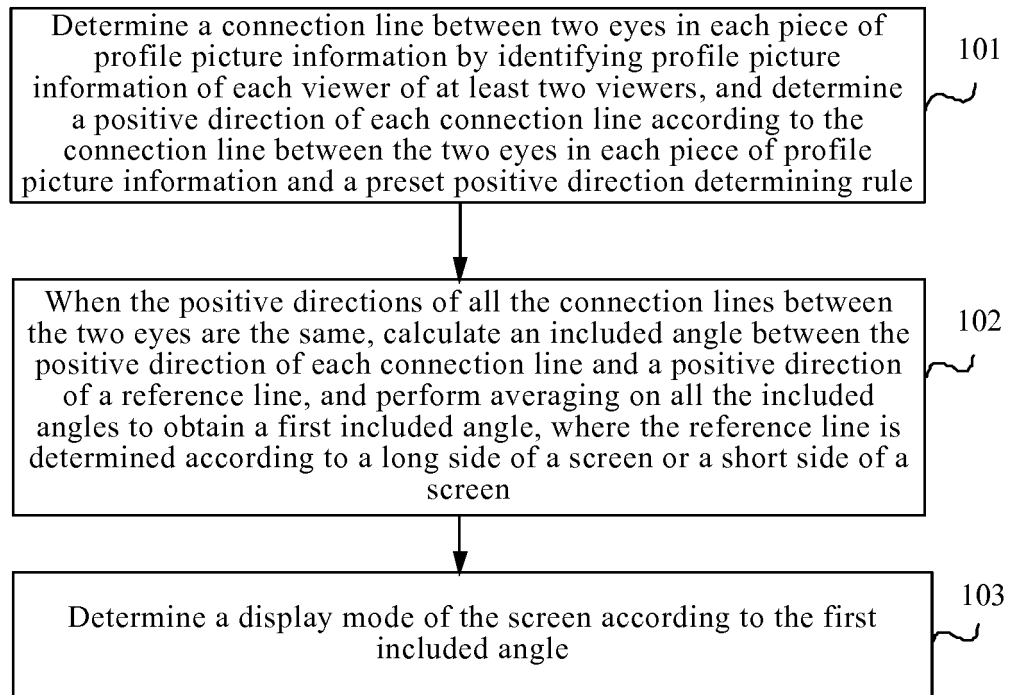 Determine a connection line between two eyes in each piece of
profile picture information by identifying profile picture
information of each viewer of at least two viewers, and determine
a positive direction of each connection line according to the
connection line between the two eyes in each piece of profile
picture information and a preset positive direction determining rule
101
When the positive directions of all the connection lines between
the two eyes are the same, calculate an included angle between the
positive direction of each connection line and a positive direction
of a reference line, and perform averaging on all the included
angles to obtain a first included angle, where the reference line is
determined according to a long side of a screen or a short side of a
screen
102
Determine a display mode of the screen according to the first
included angle
103